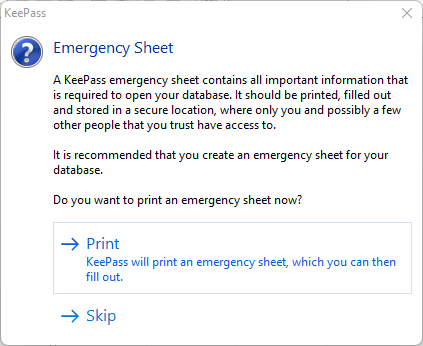 KeePass
Emergency Sheet
A KeePass emergency sheet contains all important information that
is required to open your database. It should be printed, filled out
and stored in a secure location, where only you and possibly a few
other people that you trust have access to.
It is recommended that you create an emergency sheet for your
database.
Do you want to print an emergency sheet now?
Print
KeePass will print an emergency sheet, which you can then
fill out.
Skip